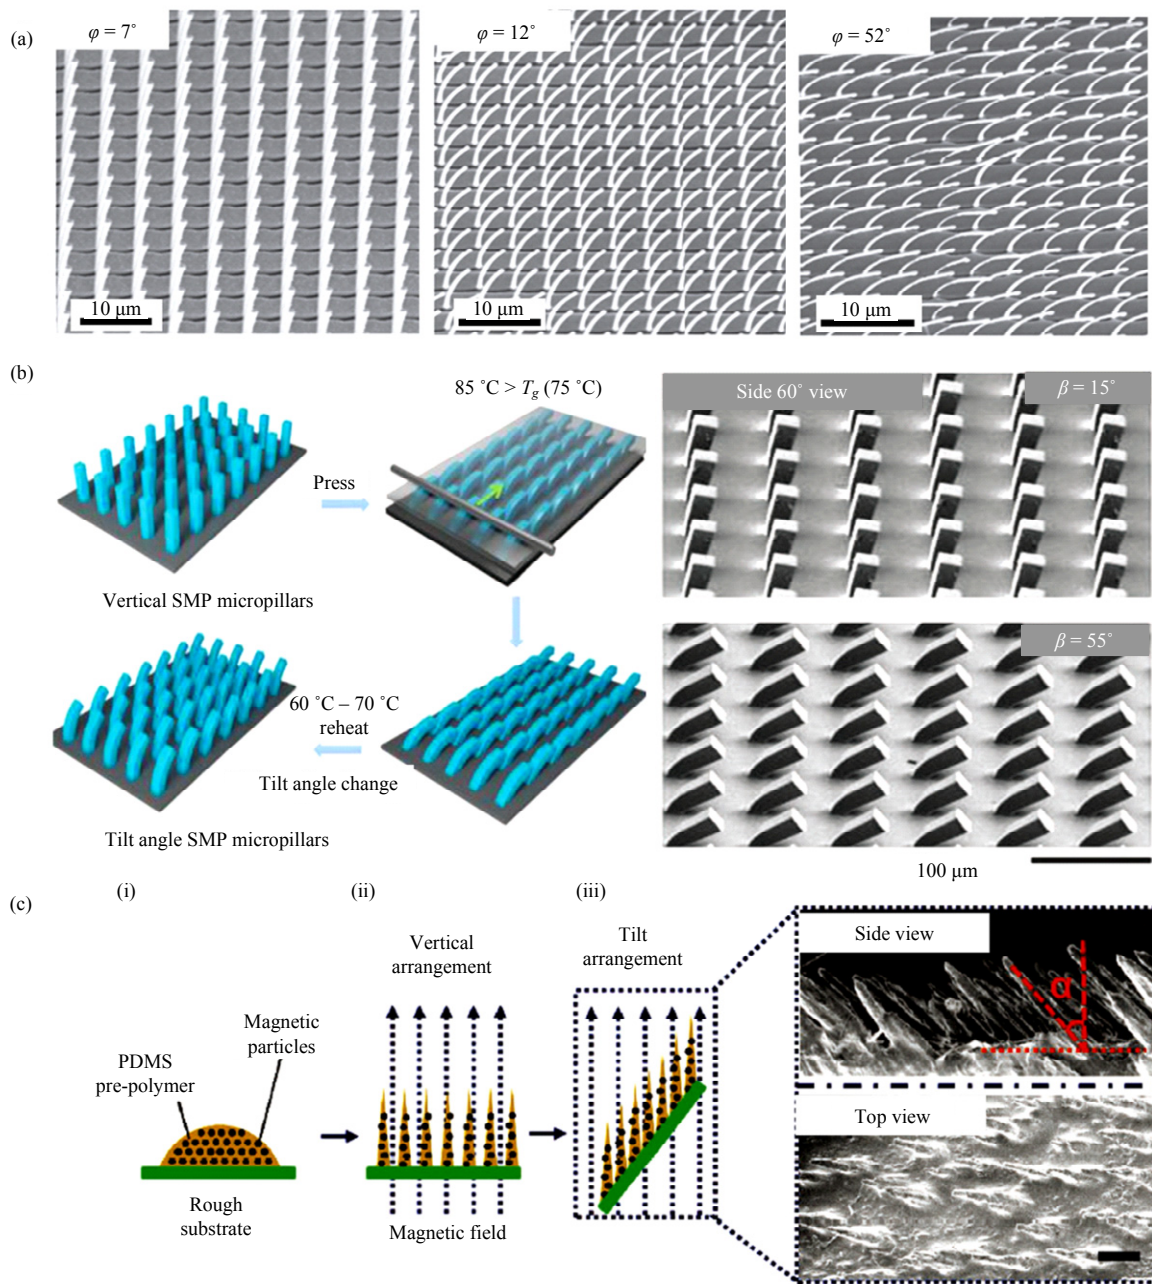 (a)
φ = 7˚
φ = 12˚
φ = 52˚
10 μm
10 μm
10 μm
(b)
85 ˚C > Tg (75 ˚C)
Press
Vertical SMP micropillars
60 ˚C – 70 ˚C
reheat
Tilt angle change
Tilt angle SMP micropillars
Side 60˚ view
β = 15˚
β = 55˚
100 μm
(c)
(i)
(ii)
(iii)
PDMS
pre-polymer
Magnetic
particles
Rough
substrate
Vertical
arrangement
Magnetic field
Tilt
arrangement
Side view
α
Top view